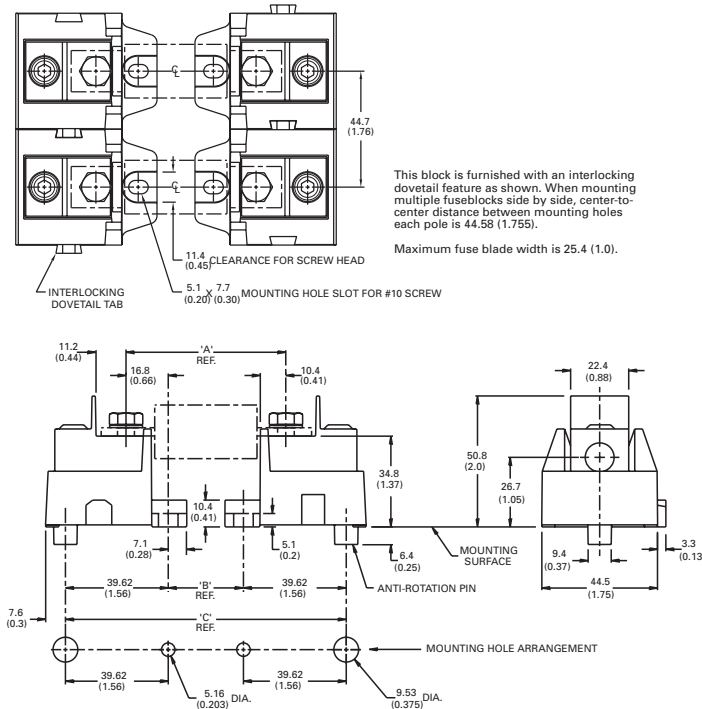 C L
44.7
(1.76)
C L
This block is furnished with an interlocking
dovetail feature as shown. When mounting
multiple fuseblocks side by side, center-to-
center distance between mounting holes
each pole is 44.58 (1.755).
Maximum fuse blade width is 25.4 (1.0).
11.4
(0.45)
CLEARANCE FOR SCREW HEAD
5.1 X 7.7
(0.20) (0.30)
MOUNTING HOLE SLOT FOR #10 SCREW
INTERLOCKING
DOVETAIL TAB
11.2
(0.44)
'A'
REF.
16.8
(0.66)
10.4
(0.41)
22.4
(0.88)
50.8
(2.0)
34.8
(1.37)
26.7
(1.05)
10.4
(0.41)
7.1
(0.28)
5.1
(0.2)
6.4
(0.25)
MOUNTING
SURFACE
9.4
(0.37)
3.3
(0.13
44.5
(1.75)
39.62
(1.56)
'B'
REF.
39.62
(1.56)
ANTI-ROTATION PIN
7.6
(0.3)
'C'
REF.
MOUNTING HOLE ARRANGEMENT
39.62
(1.56)
39.62
(1.56)
5.16
(0.203)
DIA.
9.53
(0.375)
DIA.